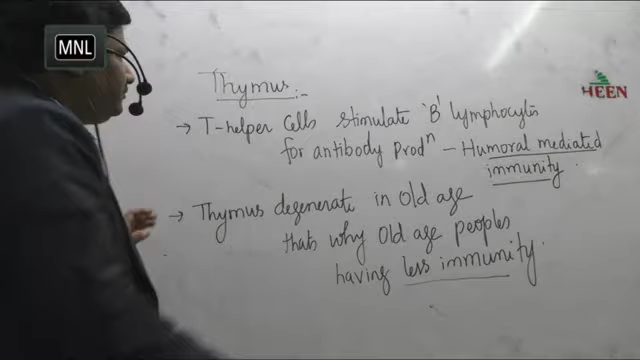 MNL
HEEN
Thymus:-
→ T-helper cells stimulate 'B' lymphocytes
for antibody Prodⁿ – Humoral mediated
immunity.
→ Thymus degenerate in Old age
thats why Old age peoples
having less immunity.